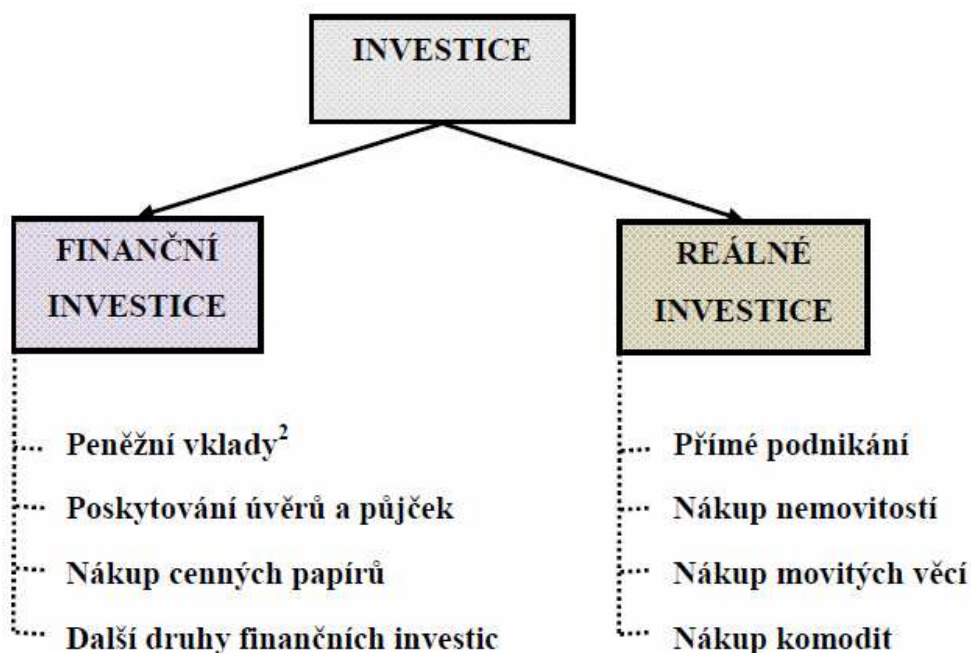 INVESTICE
FINANČNÍ
INVESTICE
Peněžní vklady²
Poskytování úvěrů a půjček
Nákup cenných papírů
Další druhy finančních investic
REÁLNÉ
INVESTICE
Přímé podnikání
Nákup nemovitostí
Nákup movitých věcí
Nákup komodit